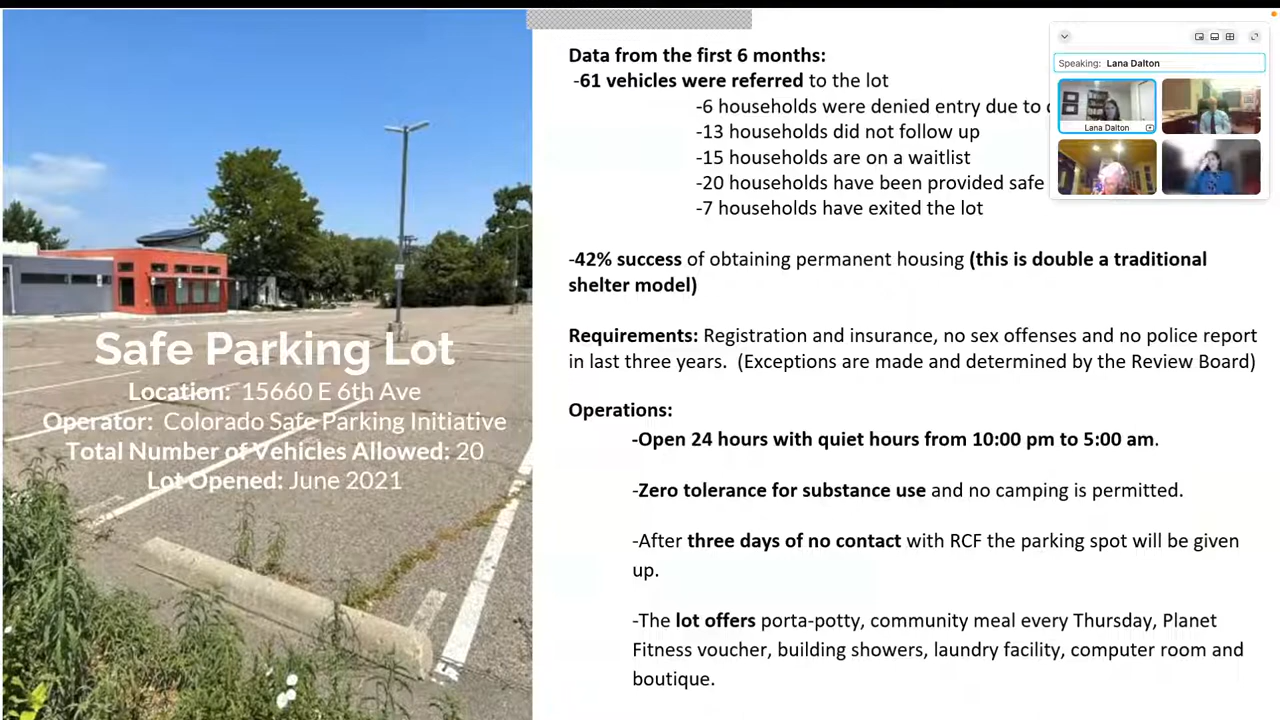 Safe Parking Lot
Location: 15660 E 6th Ave
Operator: Colorado Safe Parking Initiative
Total Number of Vehicles Allowed: 20
Lot Opened: June 2021
Data from the first 6 months:
-61 vehicles were referred to the lot
-6 households were denied entry due to
-13 households did not follow up
-15 households are on a waitlist
-20 households have been provided safe
-7 households have exited the lot
-42% success of obtaining permanent housing (this is double a traditional
shelter model)
Requirements: Registration and insurance, no sex offenses and no police report
in last three years. (Exceptions are made and determined by the Review Board)
Operations:
-Open 24 hours with quiet hours from 10:00 pm to 5:00 am.
-Zero tolerance for substance use and no camping is permitted.
-After three days of no contact with RCF the parking spot will be given
up.
-The lot offers porta-potty, community meal every Thursday, Planet
Fitness voucher, building showers, laundry facility, computer room and
boutique.
Speaking: Lana Dalton
Lana Dalton